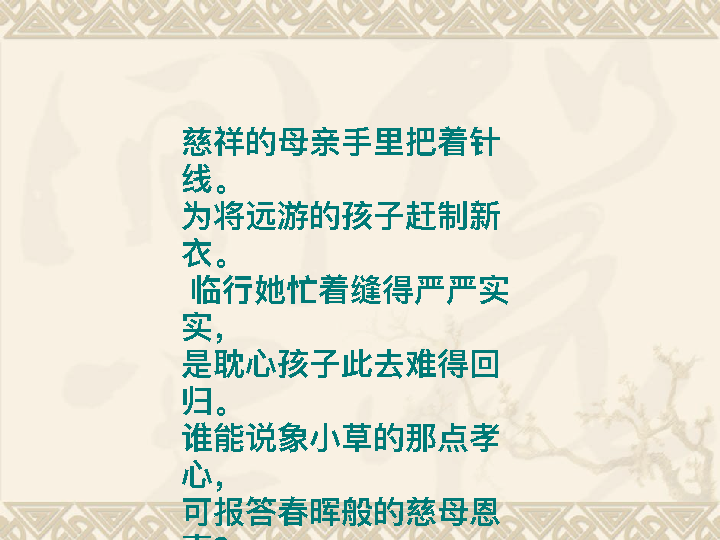 慈祥的母亲手里把着针
线。
为将远游的孩子赶制新
衣。
临行她忙着缝得严严实
实，
是耽心孩子此去难得回
归。
谁能说象小草的那点孝
心，
可报答春晖般的慈母恩